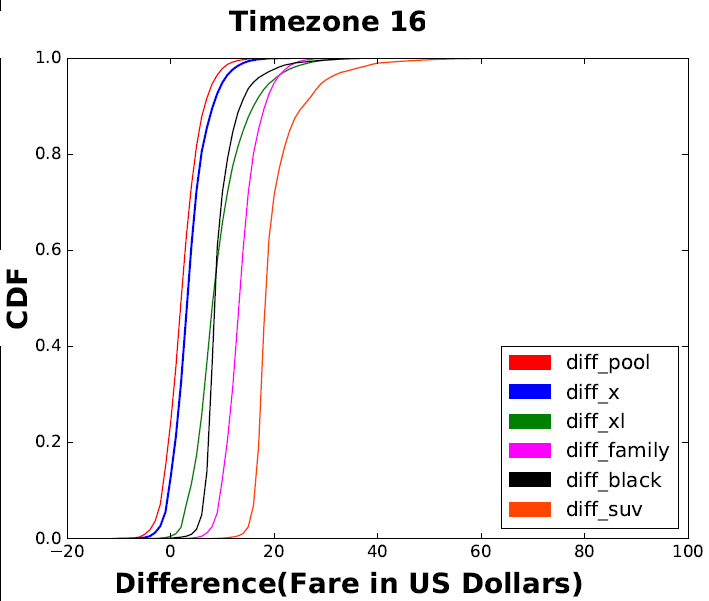 Timezone 16
1.0
0.8
0.6
0.4
0.2
0.0
CDF
−20
0
20
40
60
80
100
Difference(Fare in US Dollars)
diff_pool
diff_x
diff_xl
diff_family
diff_black
diff_suv